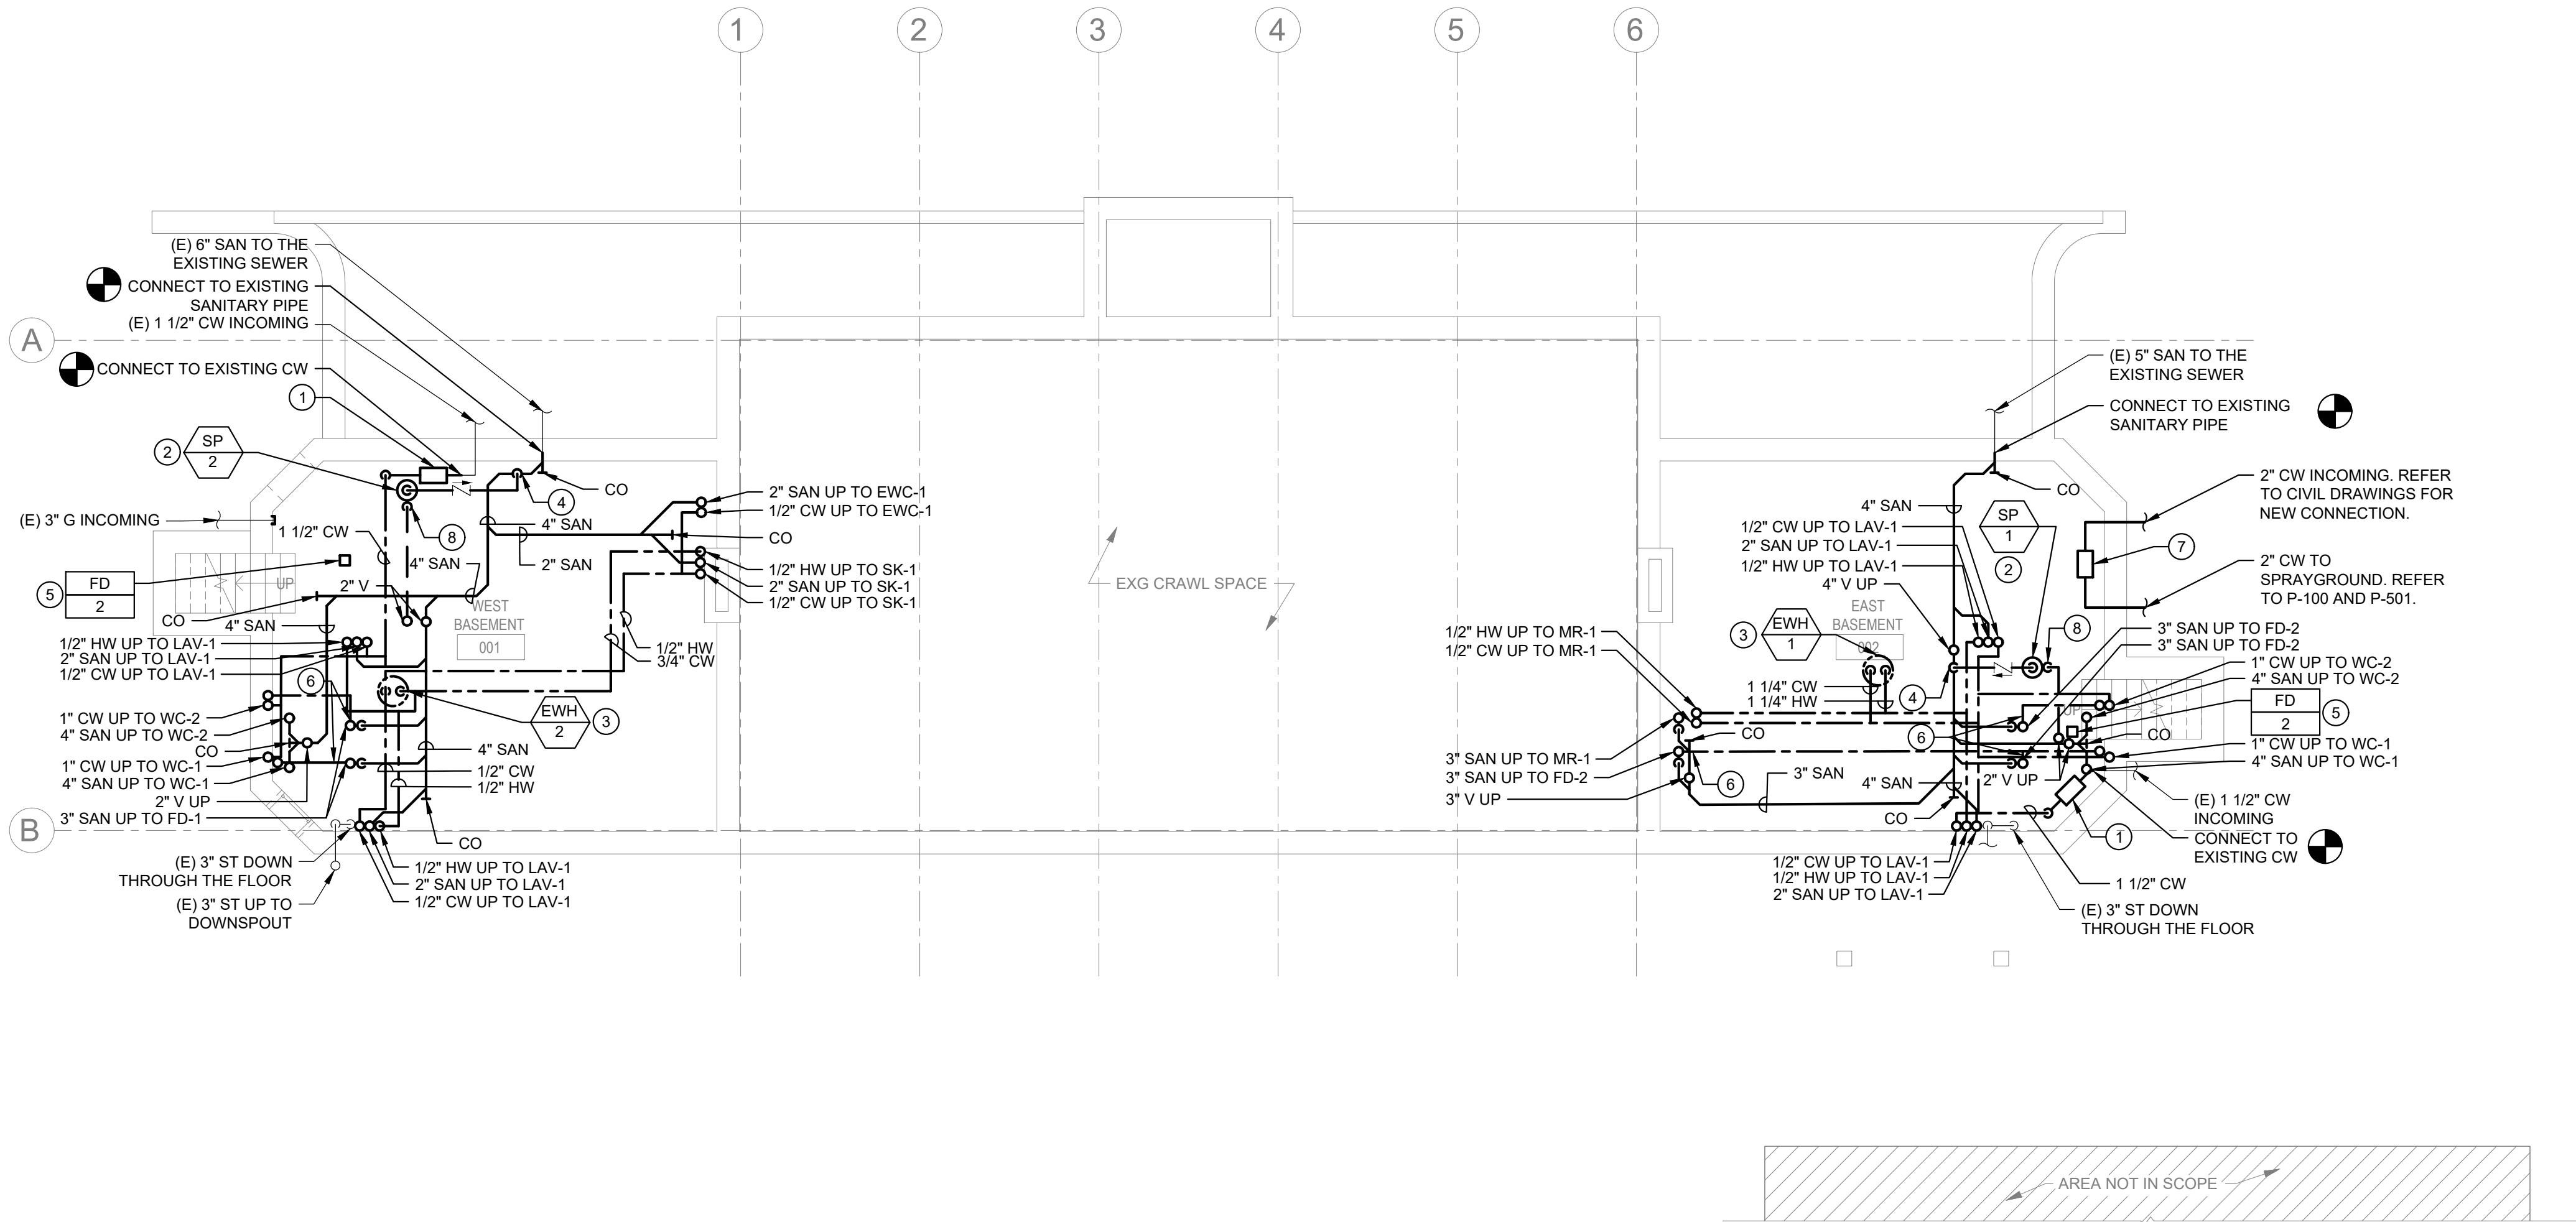 1
2
3
4
5
6
A
B
(E) 6" SAN TO THE
EXISTING SEWER
CONNECT TO EXISTING
SANITARY PIPE
(E) 1 1/2" CW INCOMING
CONNECT TO EXISTING CW
1
2
SP
2
(E) 3" G INCOMING
1 1/2" CW
8
4
CO
4" SAN
2" SAN
2" SAN UP TO EWC-1
1/2" CW UP TO EWC-1
CO
1/2" HW UP TO SK-1
2" SAN UP TO SK-1
1/2" CW UP TO SK-1
4" SAN
2" V
UP
5
FD
2
CO
4" SAN
WEST
BASEMENT
001
1/2" HW UP TO LAV-1
2" SAN UP TO LAV-1
1/2" CW UP TO LAV-1
6
1/2" HW
3/4" CW
EWH
2
3
1" CW UP TO WC-2
4" SAN UP TO WC-2
CO
1" CW UP TO WC-1
4" SAN UP TO WC-1
2" V UP
3" SAN UP TO FD-1
4" SAN
1/2" CW
1/2" HW
CO
(E) 3" ST DOWN
THROUGH THE FLOOR
(E) 3" ST UP TO
DOWNSPOUT
1/2" HW UP TO LAV-1
2" SAN UP TO LAV-1
1/2" CW UP TO LAV-1
EXG CRAWL SPACE
(E) 5" SAN TO THE
EXISTING SEWER
CONNECT TO EXISTING
SANITARY PIPE
CO
4" SAN
SP
1
2
1/2" CW UP TO LAV-1
2" SAN UP TO LAV-1
1/2" HW UP TO LAV-1
4" V UP
2" CW INCOMING. REFER
TO CIVIL DRAWINGS FOR
NEW CONNECTION.
7
2" CW TO
SPRAYGROUND. REFER
TO P-100 AND P-501.
EAST
BASEMENT
002
3
EWH
1
8
3" SAN UP TO FD-2
3" SAN UP TO FD-2
1" CW UP TO WC-2
4" SAN UP TO WC-2
FD
2
5
1/2" HW UP TO MR-1
1/2" CW UP TO MR-1
1 1/4" CW
1 1/4" HW
4
UP
6
CO
1" CW UP TO WC-1
4" SAN UP TO WC-1
CO
3" SAN UP TO MR-1
3" SAN UP TO FD-2
3" V UP
6
3" SAN
4" SAN
2" V UP
CO
(E) 1 1/2" CW
INCOMING
CONNECT TO
EXISTING CW
1
1/2" CW UP TO LAV-1
1/2" HW UP TO LAV-1
2" SAN UP TO LAV-1
1 1/2" CW
(E) 3" ST DOWN
THROUGH THE FLOOR
AREA NOT IN SCOPE